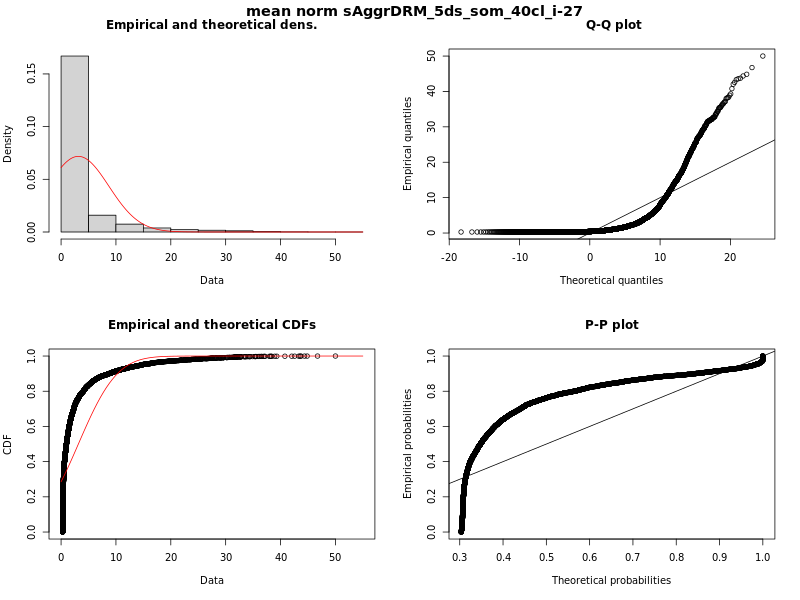 mean norm sAggrDRM_5ds_som_40cl_i-27
Empirical and theoretical dens.
Density
0.00 0.05 0.10 0.15
0 10 20 30 40 50
Data
Q-Q plot
Empirical quantiles
0 10 20 30 40 50
-20 -10 0 10 20
Theoretical quantiles
Empirical and theoretical CDFs
CDF
0.0 0.2 0.4 0.6 0.8 1.0
0 10 20 30 40 50
Data
P-P plot
Empirical probabilities
0.0 0.2 0.4 0.6 0.8 1.0
0.3 0.4 0.5 0.6 0.7 0.8 0.9 1.0
Theoretical probabilities